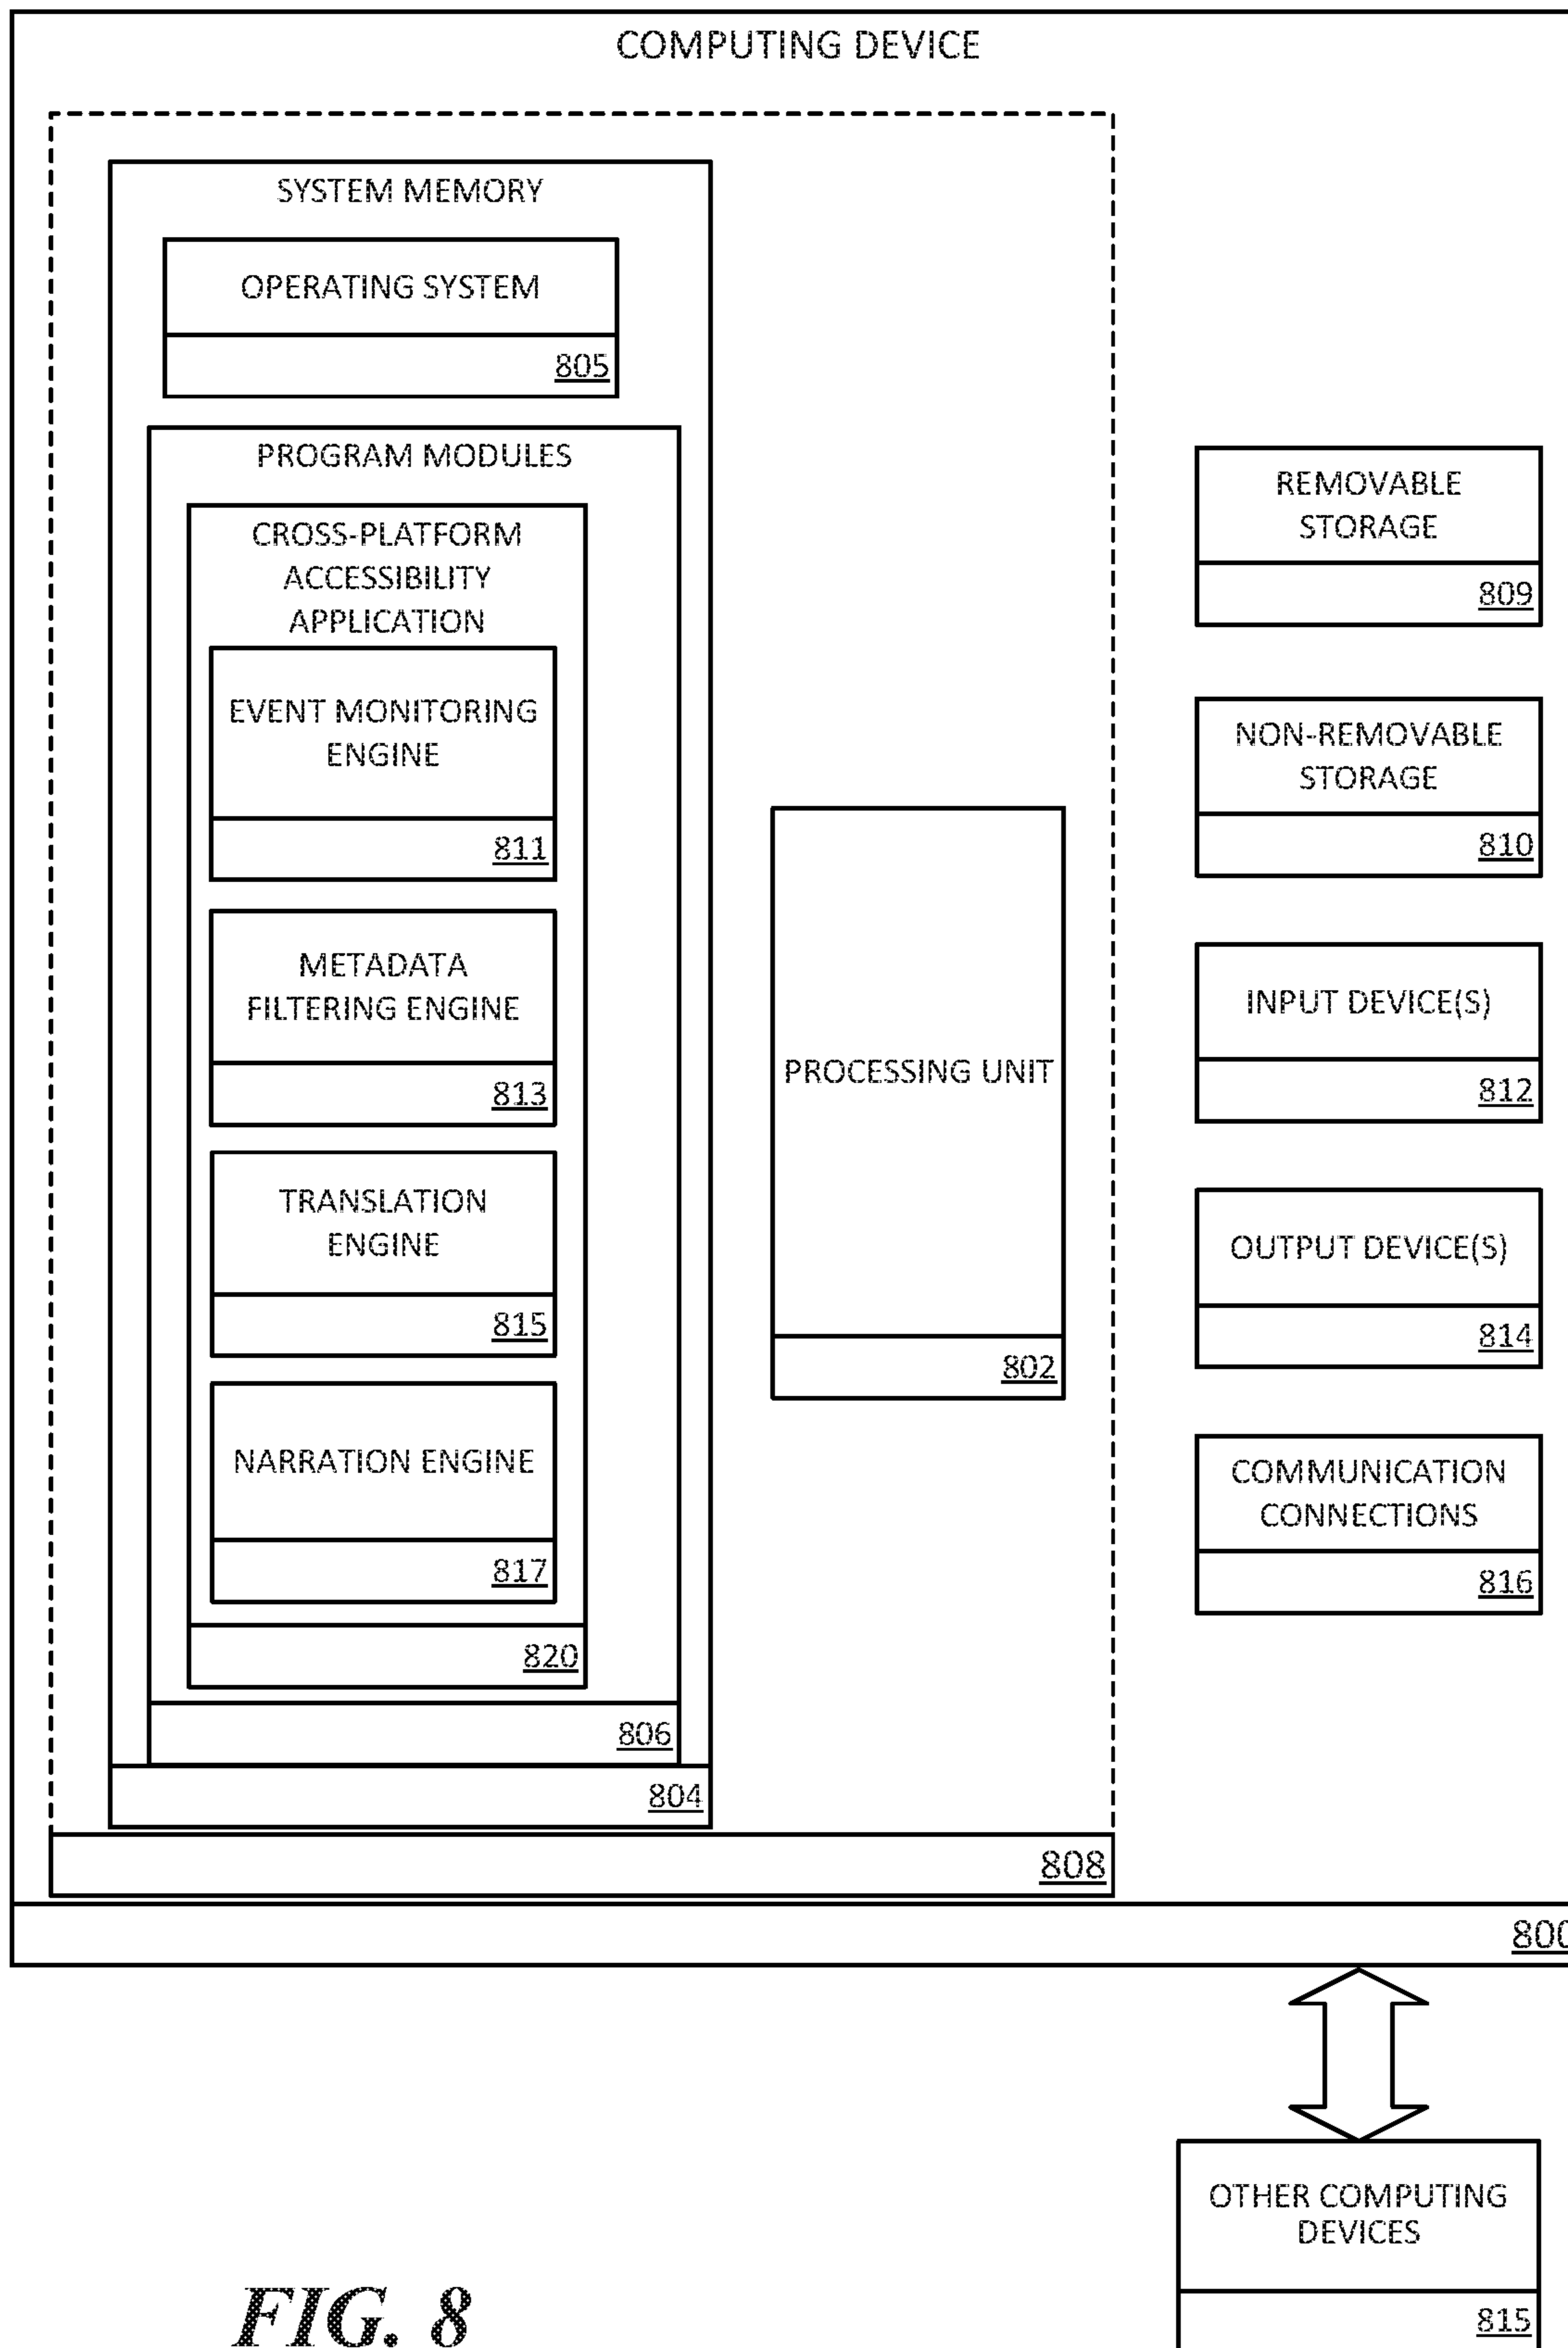 COMPUTING DEVICE
SYSTEM MEMORY
OPERATING SYSTEM
805
PROGRAM MODULES
CROSS-PLATFORM
ACCESSIBILITY
APPLICATION
EVENT MONITORING
ENGINE
811
METADATA
FILTERING ENGINE
813
TRANSLATION
ENGINE
815
NARRATION ENGINE
817
820
806
804
PROCESSING UNIT
802
808
REMOVABLE
STORAGE
809
NON-REMOVABLE
STORAGE
810
INPUT DEVICE(S)
812
OUTPUT DEVICE(S)
814
COMMUNICATION
CONNECTIONS
816
800
OTHER COMPUTING
DEVICES
815
FIG. 8